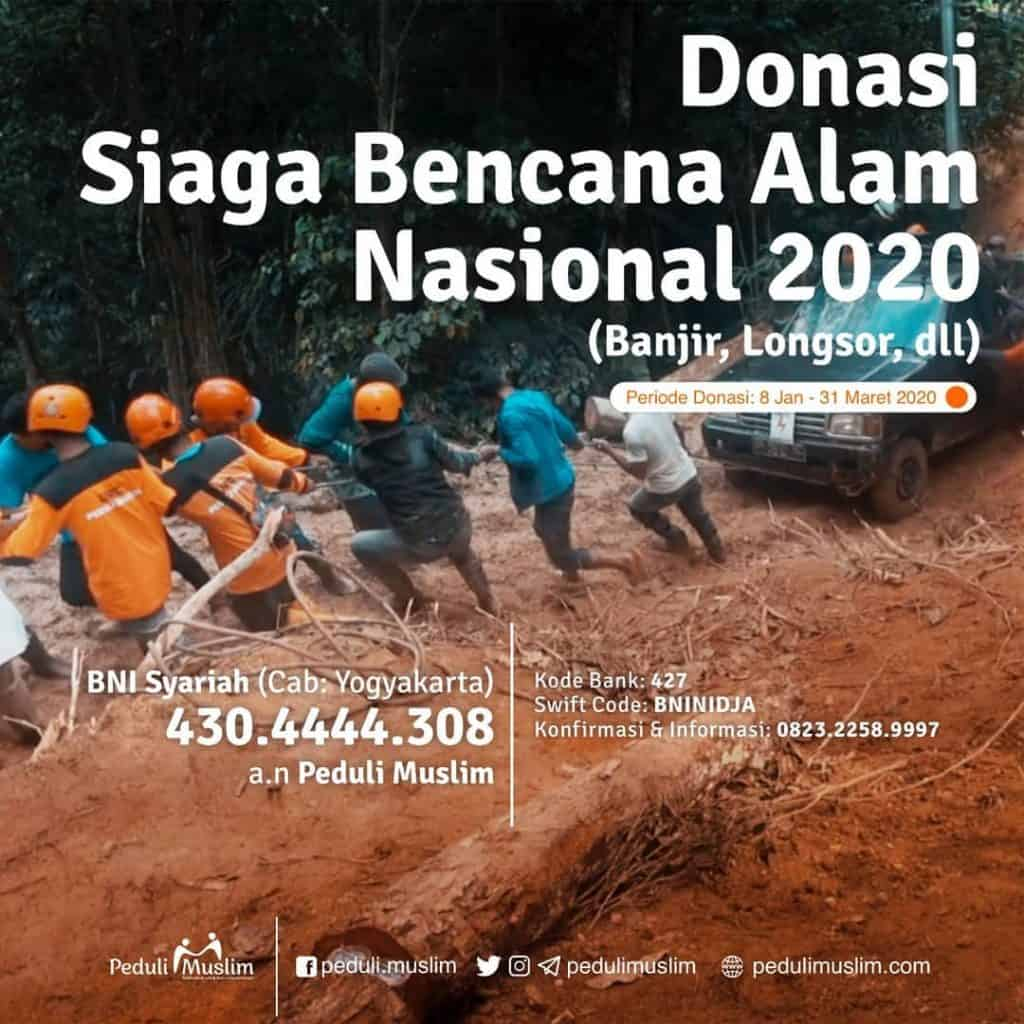 Donasi
Siaga Bencana Alam
Nasional 2020
(Banjir, Longsor, dll)
Periode Donasi: 8 Jan - 31 Maret 2020
BNI Syariah (Cab: Yogyakarta)
430.4444.308
a.n Peduli Muslim
Kode Bank: 427
Swift Code: BNINIDJA
Konfirmasi & Informasi: 0823.2258.9997
Peduli Muslim
peduli.muslim
pedulimuslim
pedulimuslim.com